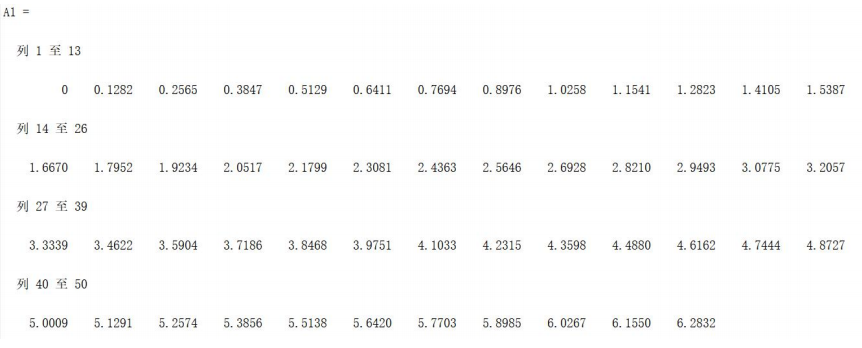 A1 =
列 1 至 13
0 0.1282 0.2565 0.3847 0.5129 0.6411 0.7694 0.8976 1.0258 1.1541 1.2823 1.4105 1.5387
列 14 至 26
1.6670 1.7952 1.9234 2.0517 2.1799 2.3081 2.4363 2.5646 2.6928 2.8210 2.9493 3.0775 3.2057
列 27 至 39
3.3339 3.4622 3.5904 3.7186 3.8468 3.9751 4.1033 4.2315 4.3598 4.4880 4.6162 4.7444 4.8727
列 40 至 50
5.0009 5.1291 5.2574 5.3856 5.5138 5.6420 5.7703 5.8985 6.0267 6.1550 6.2832